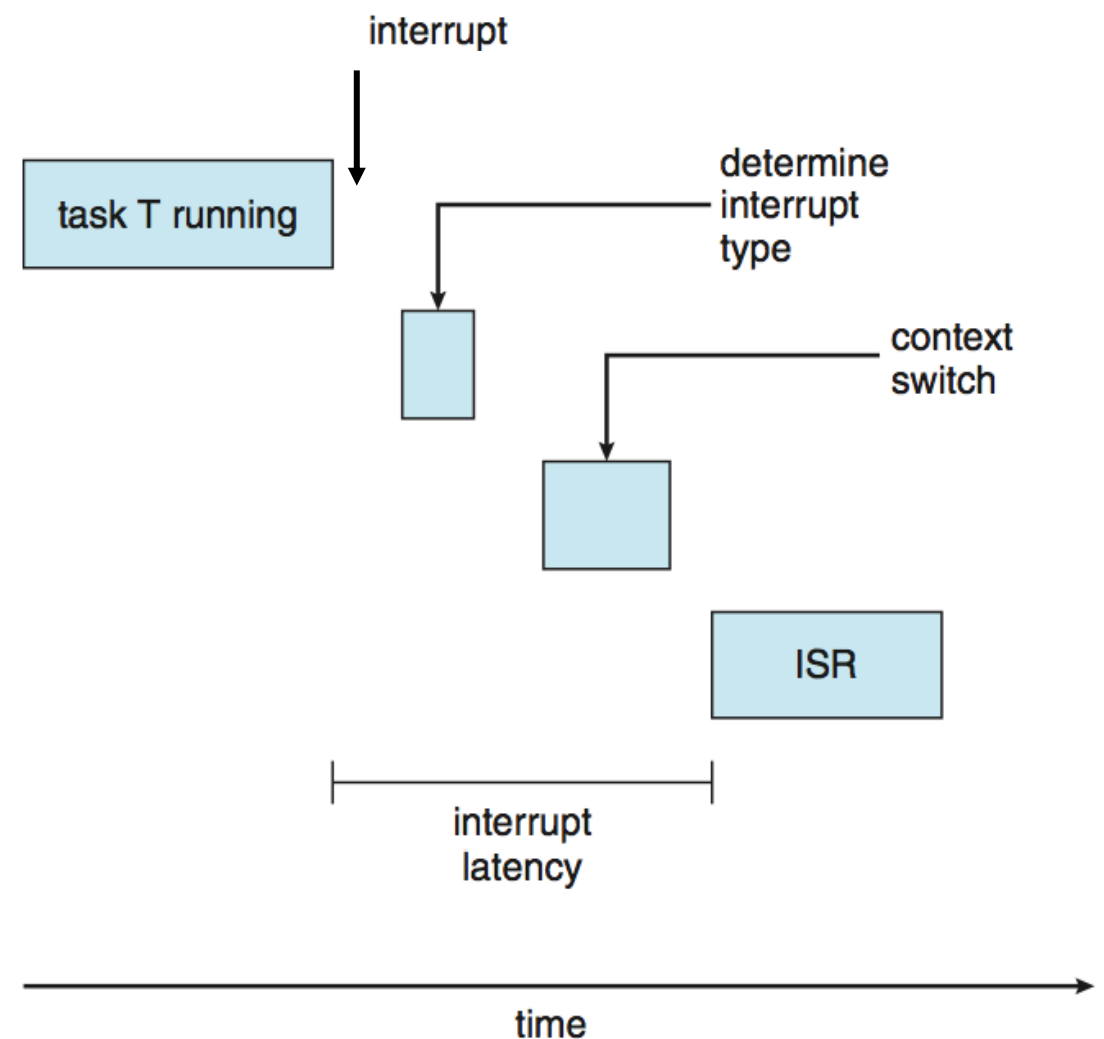 interrupt
task T running
determine
interrupt
type
context
switch
ISR
interrupt
latency
time